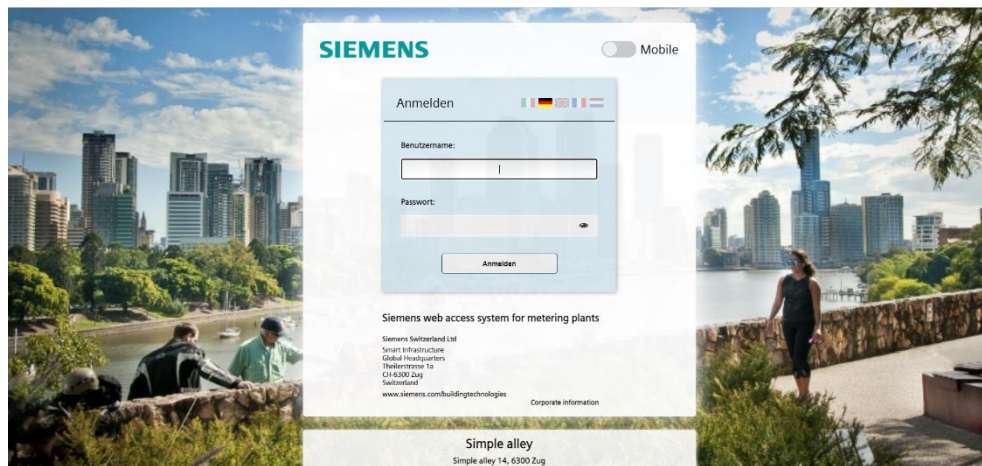 SIEMENS
Mobile
Anmelden
Benutzername:
Passwort:
Anmelden
Siemens web access system for metering plants
Siemens Switzerland Ltd
Smart Infrastructure
Global Headquarters
Theilerstrasse 1a
CH-6300 Zug
Switzerland
www.siemens.com/buildingtechnologies
Corporate information
Simple alley
Simple alley 14, 6300 Zug